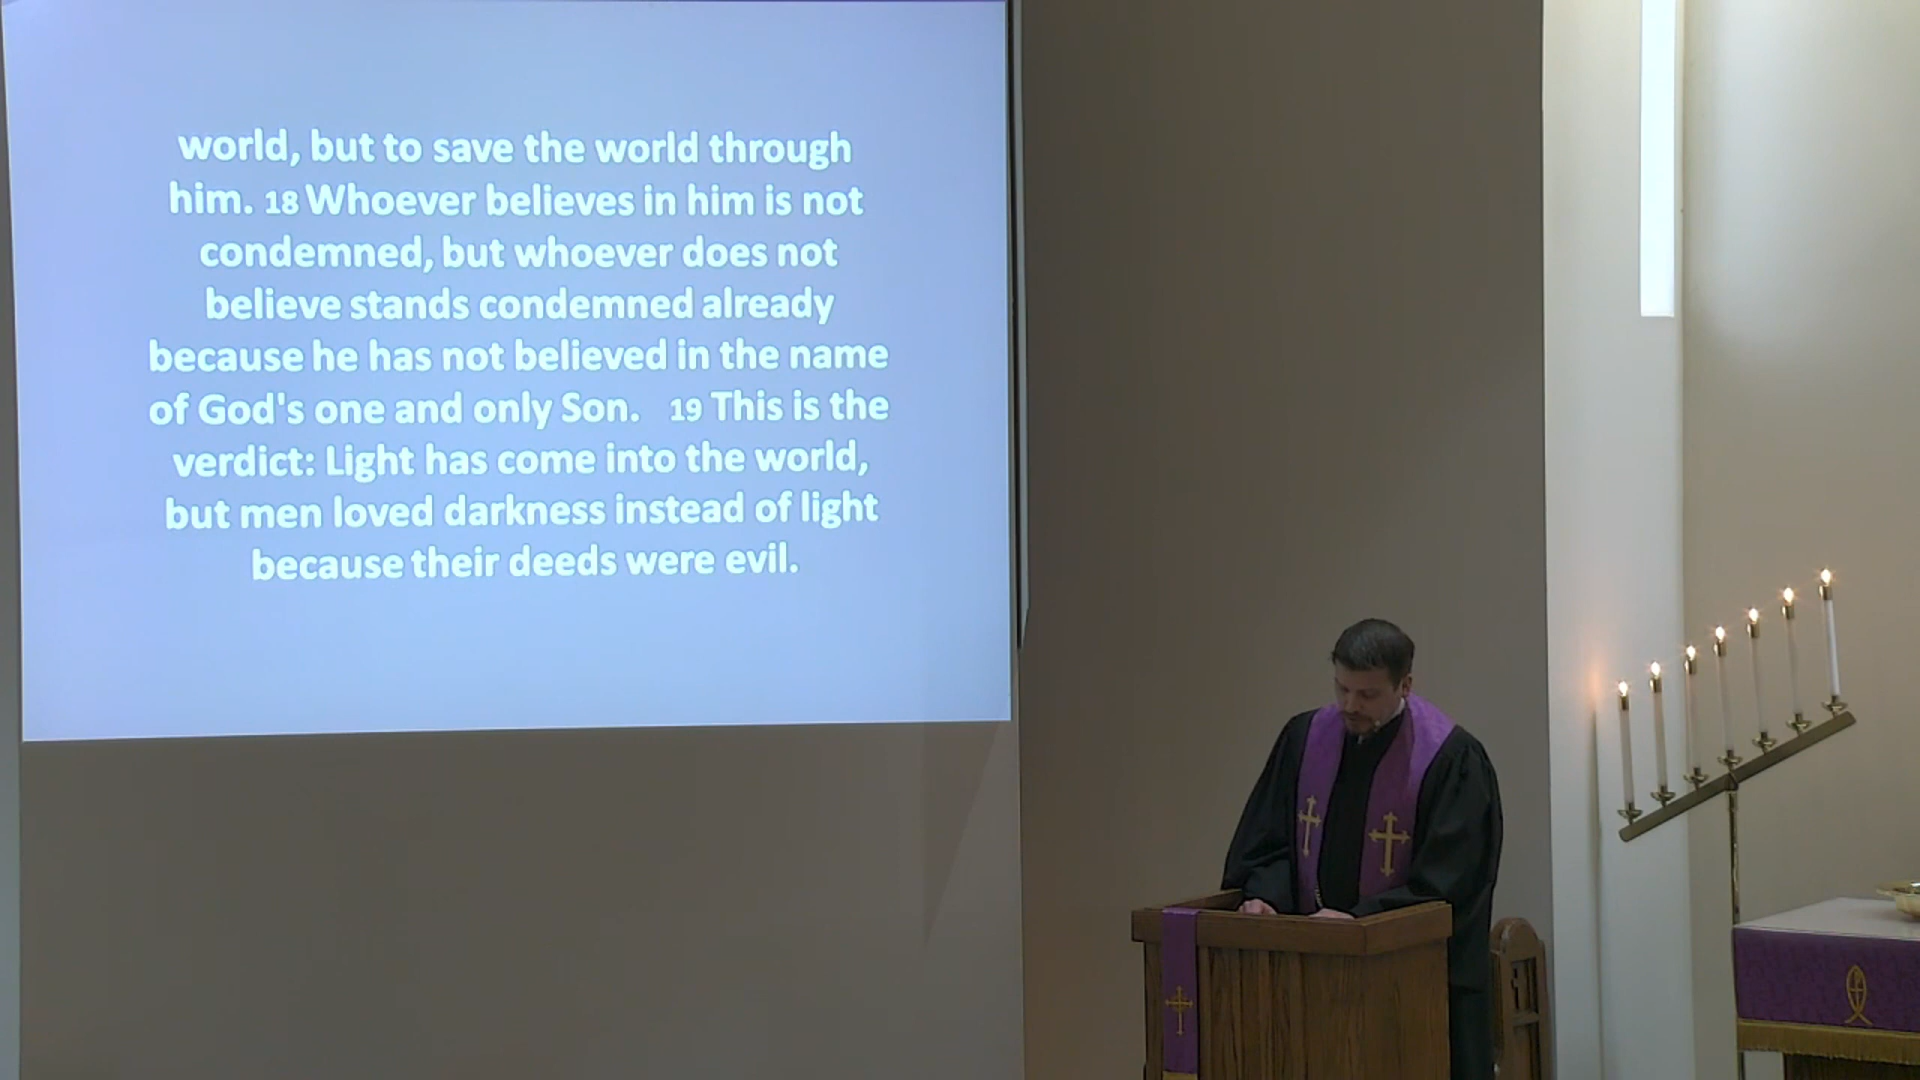 world, but to save the world through
him. 18 Whoever believes in him is not
condemned, but whoever does not
believe stands condemned already
because he has not believed in the name
of God's one and only Son. 19 This is the
verdict: Light has come into the world,
but men loved darkness instead of light
because their deeds were evil.